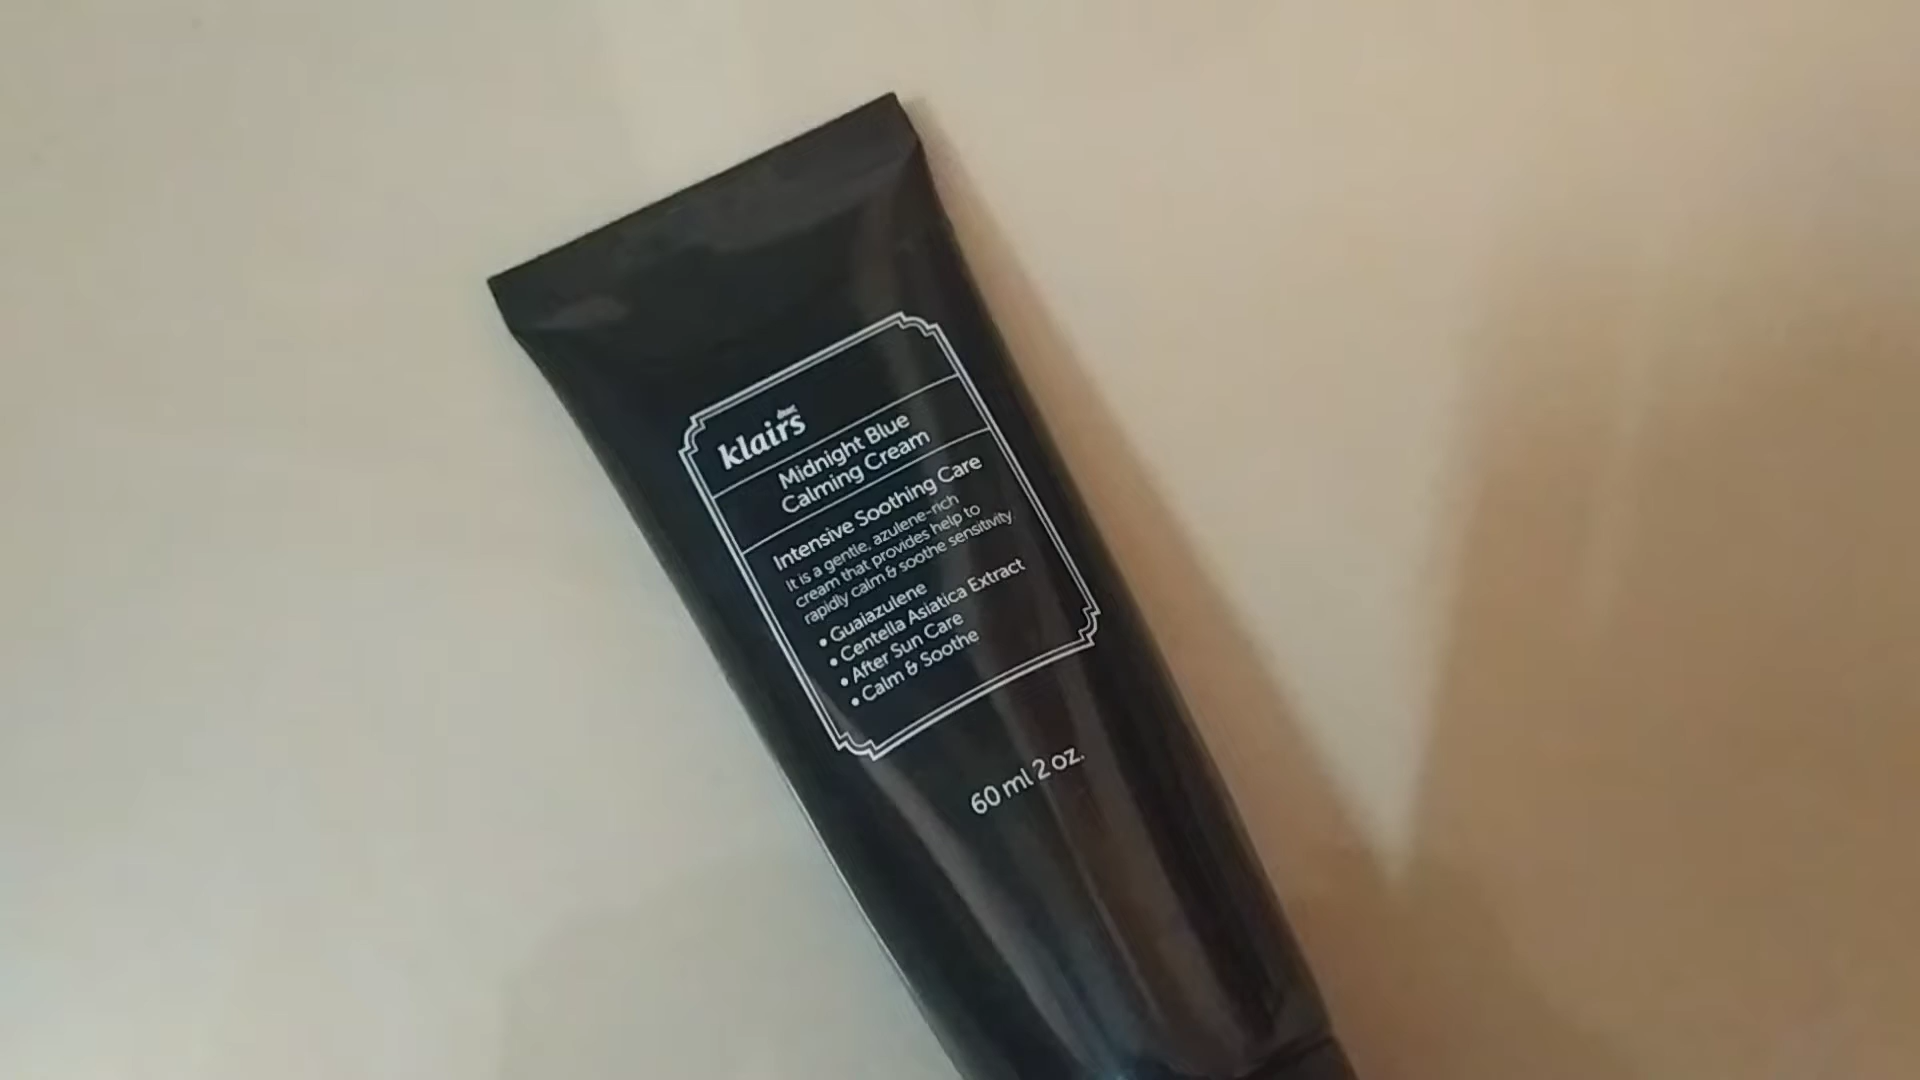 klairs
Midnight Blue
Calming Cream
Intensive Soothing Care
It is a gentle, azulene-rich
cream that provides help to
rapidly calm & soothe sensitivity.
• Guaiazulene
• Centella Asiatica Extract
• After Sun Care
• Calm & Soothe
60 ml 2 oz.